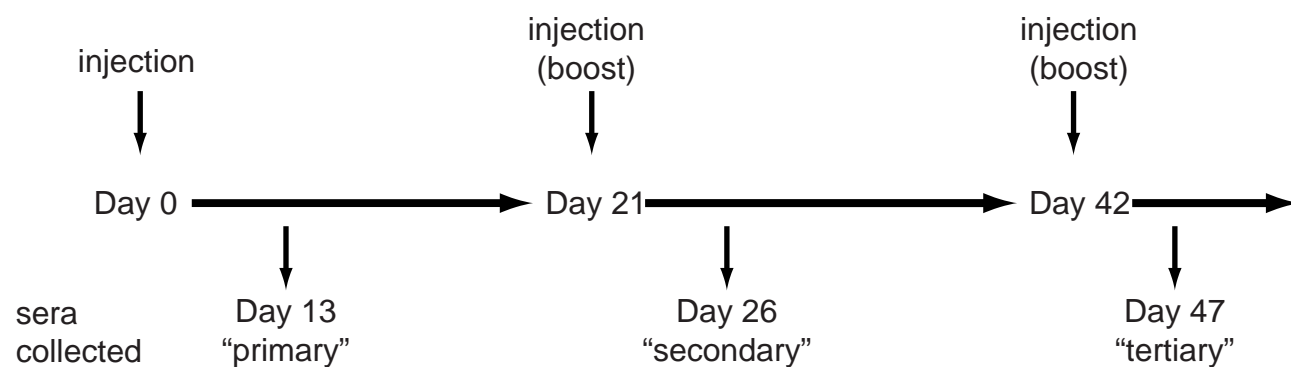 injection
injection
(boost)
injection
(boost)
Day 0
Day 21
Day 42
sera
collected
Day 13
“primary”
Day 26
“secondary”
Day 47
“tertiary”